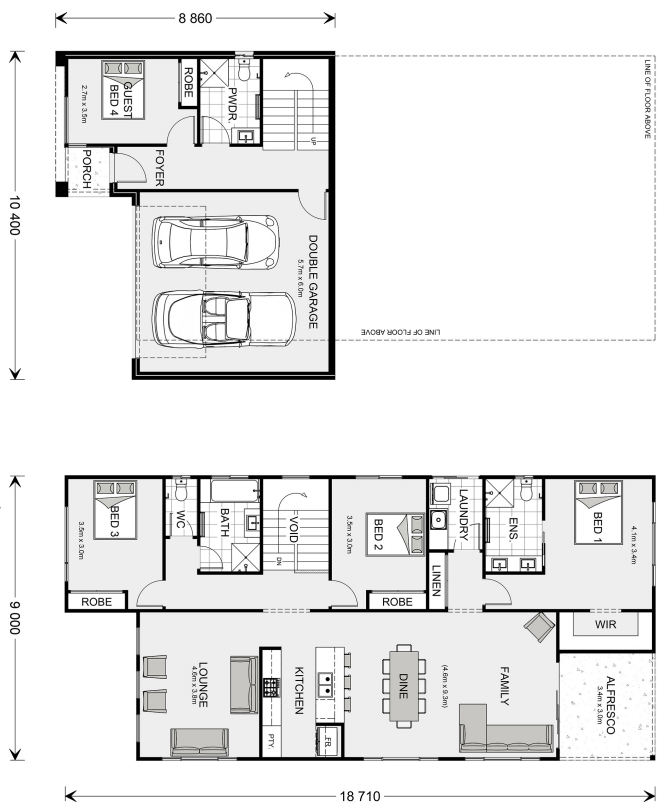 8 860
10 400
LINE OF FLOOR ABOVE
GUEST
BED 4
2.7m x 3.5m
ROBE
PWDR.
UP
PORCH
FOYER
DOUBLE GARAGE
5.7m x 6.0m
LINE OF FLOOR ABOVE
9 000
BED 3
3.5m x 3.0m
WC
BATH
VOID
DN
BED 2
3.5m x 3.0m
LAUNDRY
ENS.
BED 1
4.1m x 3.4m
ROBE
ROBE
LINEN
WIR
LOUNGE
4.6m x 3.8m
KITCHEN
PTY.
FR.
DINE
(4.6m x 9.3m)
FAMILY
ALFRESCO
3.4m x 3.0m
18 710